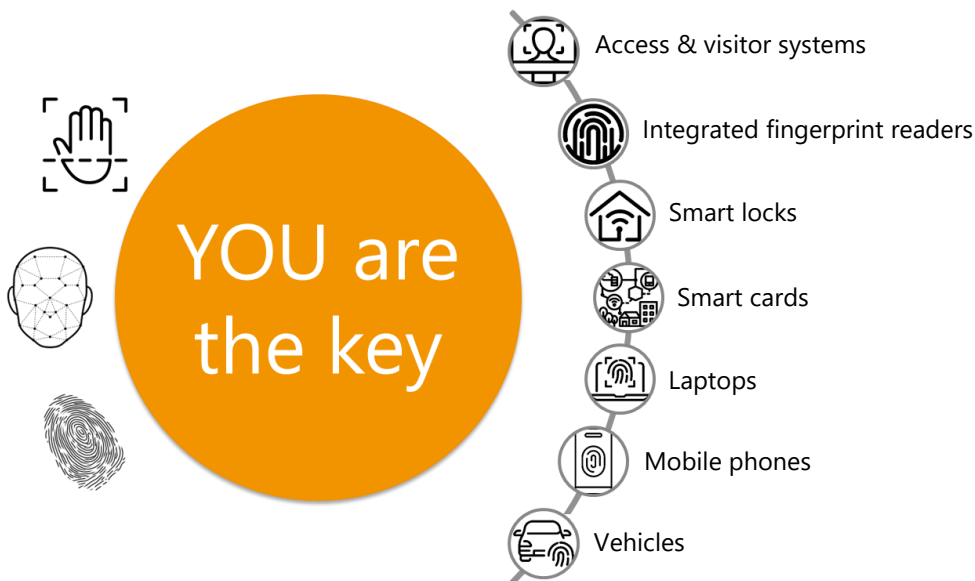 YOU are
the key
Access & visitor systems
Integrated fingerprint readers
Smart locks
Smart cards
Laptops
Mobile phones
Vehicles